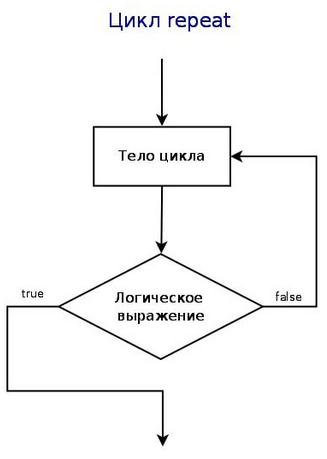 Цикл repeat
Тело цикла
Логическое
выражение
true
false